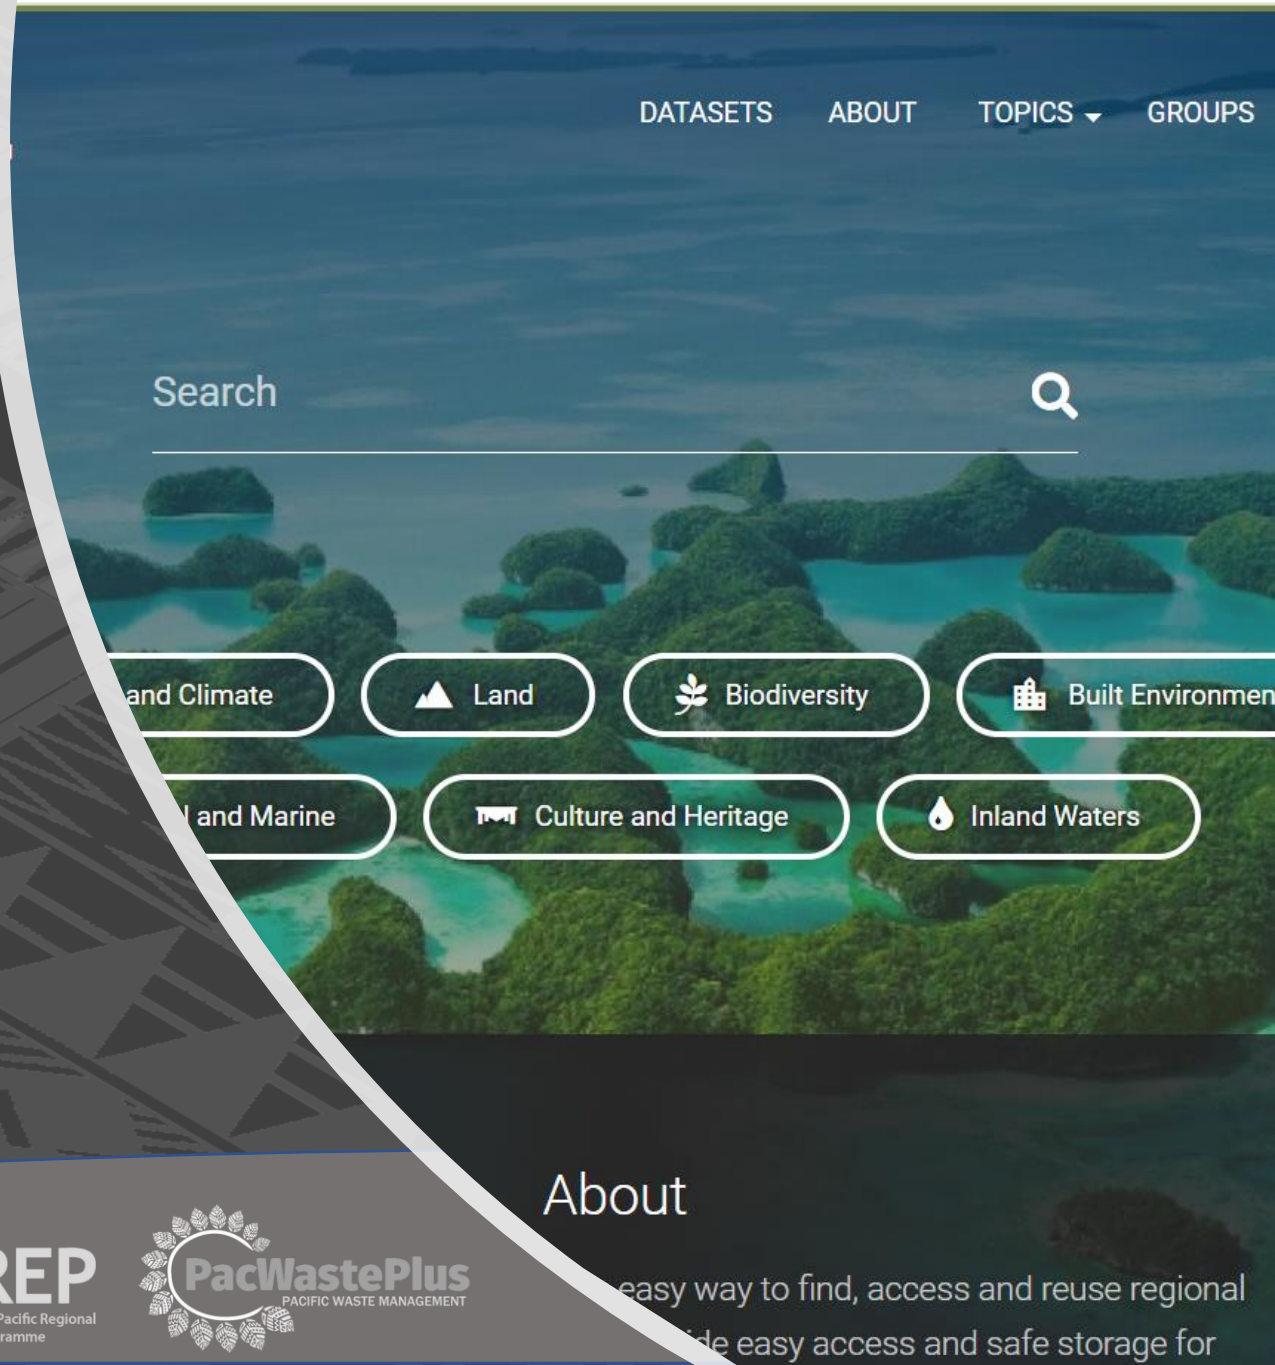 DATASETS ABOUT TOPICS GROUPS
Search
and Climate Land Biodiversity Built Environmen
l and Marine Culture and Heritage Inland Waters
About
easy way to find, access and reuse regional
ide easy access and safe storage for
REP
Pacific Regional
ramme
PacWastePlus
PACIFIC WASTE MANAGEMENT